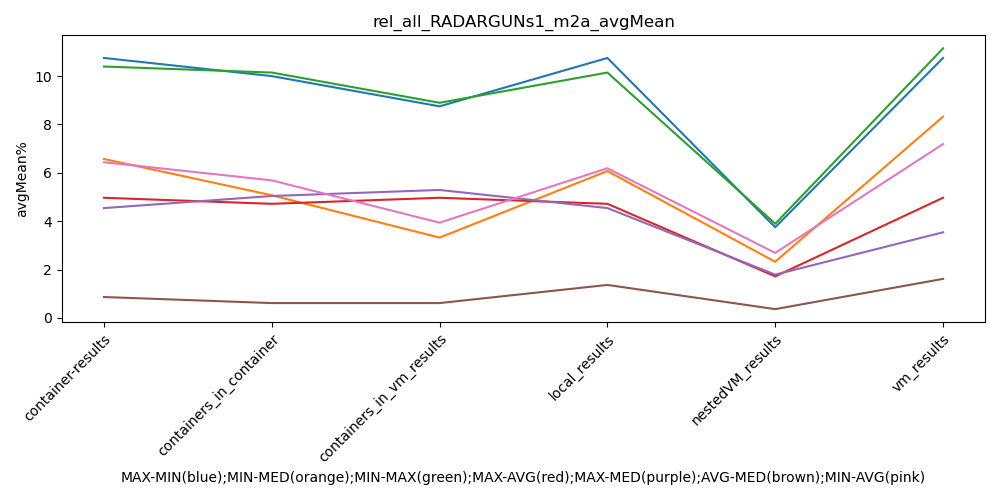 rel_all_RADARGUNs1_m2a_avgMean
avgMean%
10
8
6
4
2
0
container-results
containers_in_container
containers_in_vm_results
local_results
nestedVM_results
vm_results
MAX-MIN(blue);MIN-MED(orange);MIN-MAX(green);MAX-AVG(red);MAX-MED(purple);AVG-MED(brown);MIN-AVG(pink)